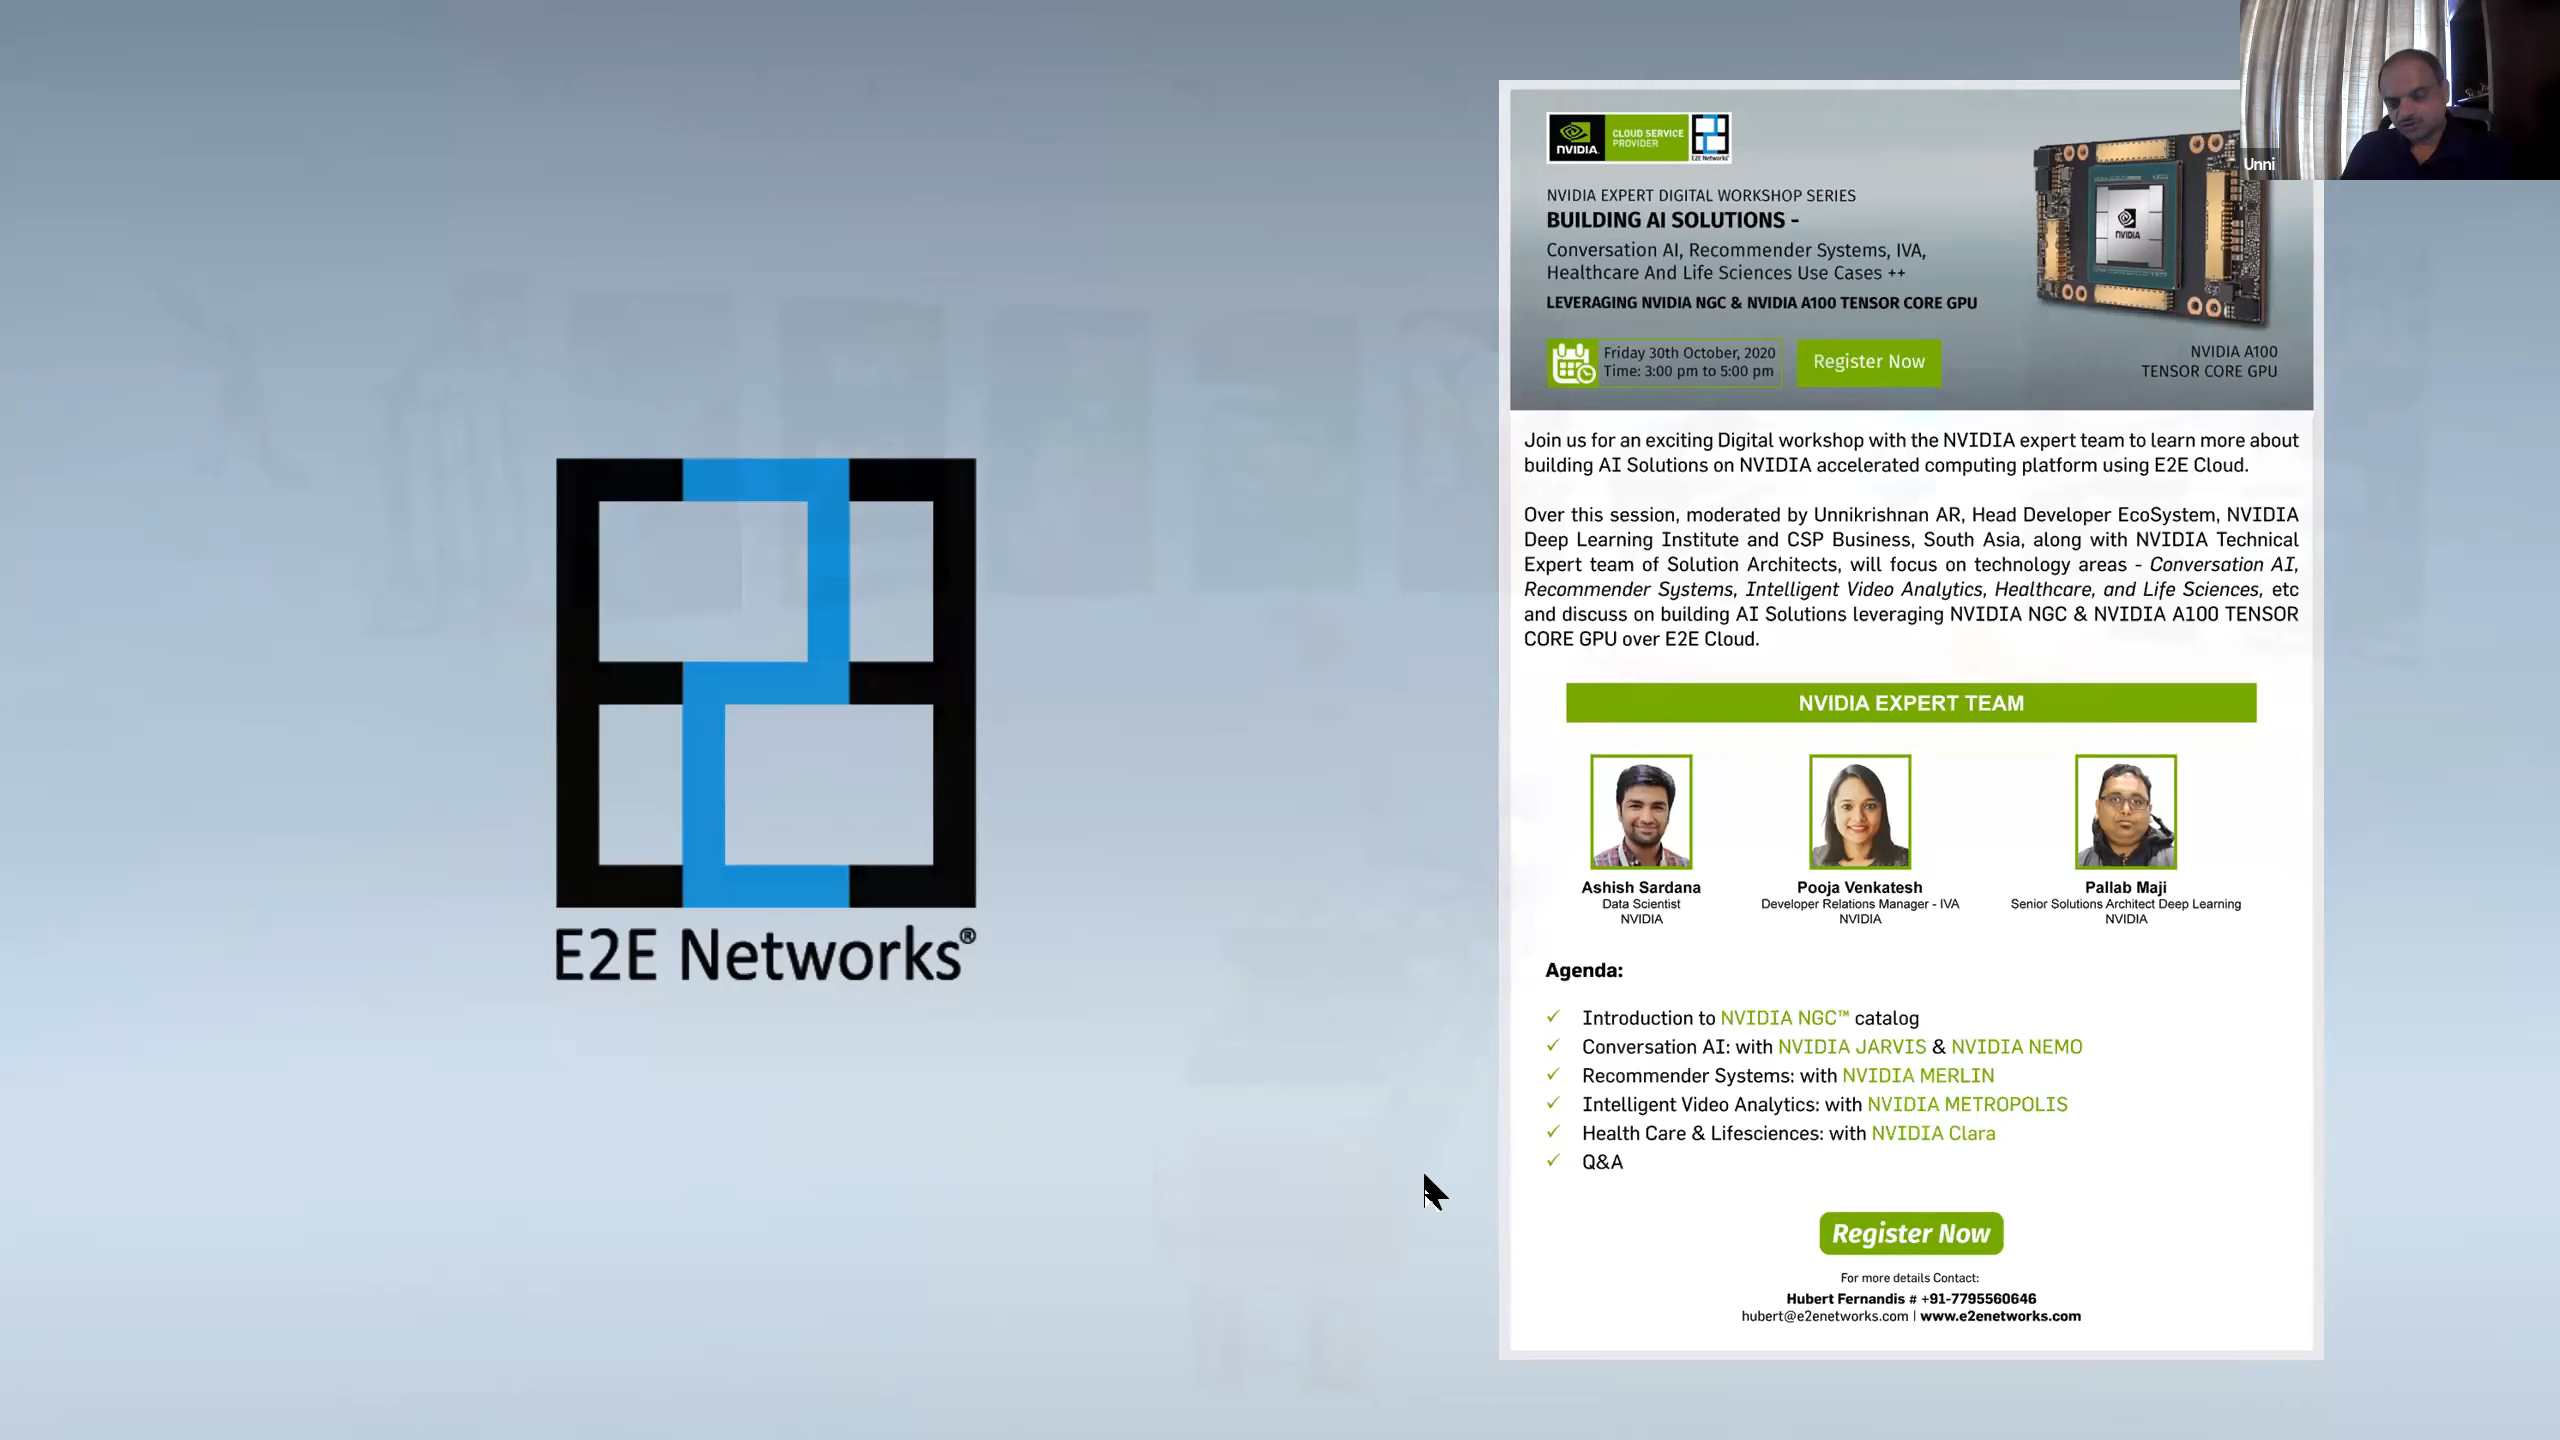 E2E Networks®
NVIDIA.
CLOUD SERVICE
PROVIDER
E2E Networks®
NVIDIA EXPERT DIGITAL WORKSHOP SERIES
BUILDING AI SOLUTIONS -
Conversation AI, Recommender Systems, IVA,
Healthcare And Life Sciences Use Cases ++
LEVERAGING NVIDIA NGC & NVIDIA A100 TENSOR CORE GPU
Friday 30th October, 2020
Time: 3:00 pm to 5:00 pm
Register Now
NVIDIA
NVIDIA A100
TENSOR CORE GPU
Unni
Join us for an exciting Digital workshop with the NVIDIA expert team to learn more about
building AI Solutions on NVIDIA accelerated computing platform using E2E Cloud.
Over this session, moderated by Unnikrishnan AR, Head Developer EcoSystem, NVIDIA
Deep Learning Institute and CSP Business, South Asia, along with NVIDIA Technical
Expert team of Solution Architects, will focus on technology areas - Conversation AI,
Recommender Systems, Intelligent Video Analytics, Healthcare, and Life Sciences, etc
and discuss on building AI Solutions leveraging NVIDIA NGC & NVIDIA A100 TENSOR
CORE GPU over E2E Cloud.
NVIDIA EXPERT TEAM
Ashish Sardana
Data Scientist
NVIDIA
Pooja Venkatesh
Developer Relations Manager - IVA
NVIDIA
Pallab Maji
Senior Solutions Architect Deep Learning
NVIDIA
Agenda:
✓ Introduction to NVIDIA NGC™ catalog
✓ Conversation AI: with NVIDIA JARVIS & NVIDIA NEMO
✓ Recommender Systems: with NVIDIA MERLIN
✓ Intelligent Video Analytics: with NVIDIA METROPOLIS
✓ Health Care & Lifesciences: with NVIDIA Clara
✓ Q&A
Register Now
For more details Contact:
Hubert Fernandis # +91-7795560646
hubert@e2enetworks.com | www.e2enetworks.com